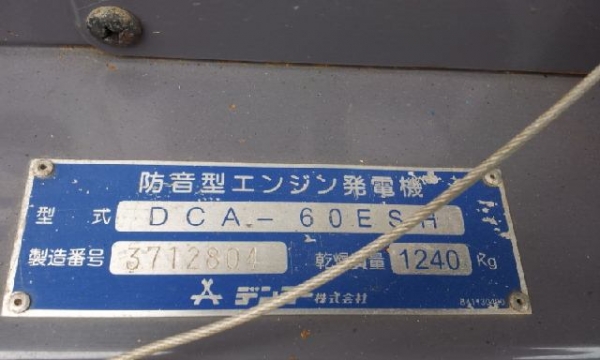 防音型エンジン発電機
型式 DCA-60ESH
製造番号 3712804 乾燥質量 1240 Kg
デンヨー株式会社